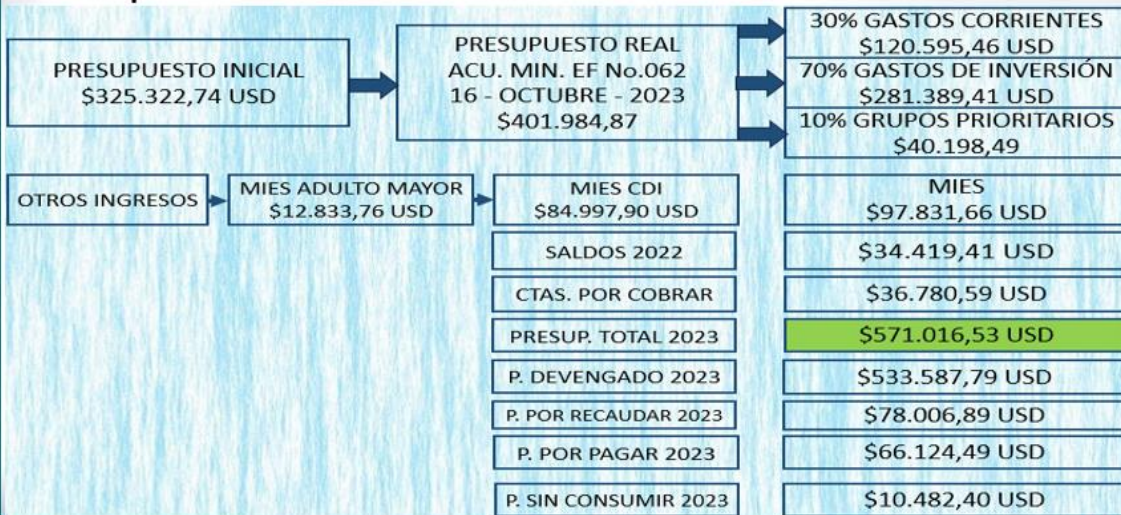 PRESUPUESTO INICIAL
$325.322,74 USD
PRESUPUESTO REAL
ACU. MIN. EF No.062
16 - OCTUBRE - 2023
$401.984,87
30% GASTOS CORRIENTES
$120.595,46 USD
70% GASTOS DE INVERSIÓN
$281.389,41 USD
10% GRUPOS PRIORITARIOS
$40.198,49
OTROS INGRESOS
MIES ADULTO MAYOR
$12.833,76 USD
MIES CDI
$84.997,90 USD
MIES
$97.831,66 USD
SALDOS 2022
$34.419,41 USD
CTAS. POR COBRAR
$36.780,59 USD
PRESUP. TOTAL 2023
$571.016,53 USD
P. DEVENGADO 2023
$533.587,79 USD
P. POR RECAUDAR 2023
$78.006,89 USD
P. POR PAGAR 2023
$66.124,49 USD
P. SIN CONSUMIR 2023
$10.482,40 USD